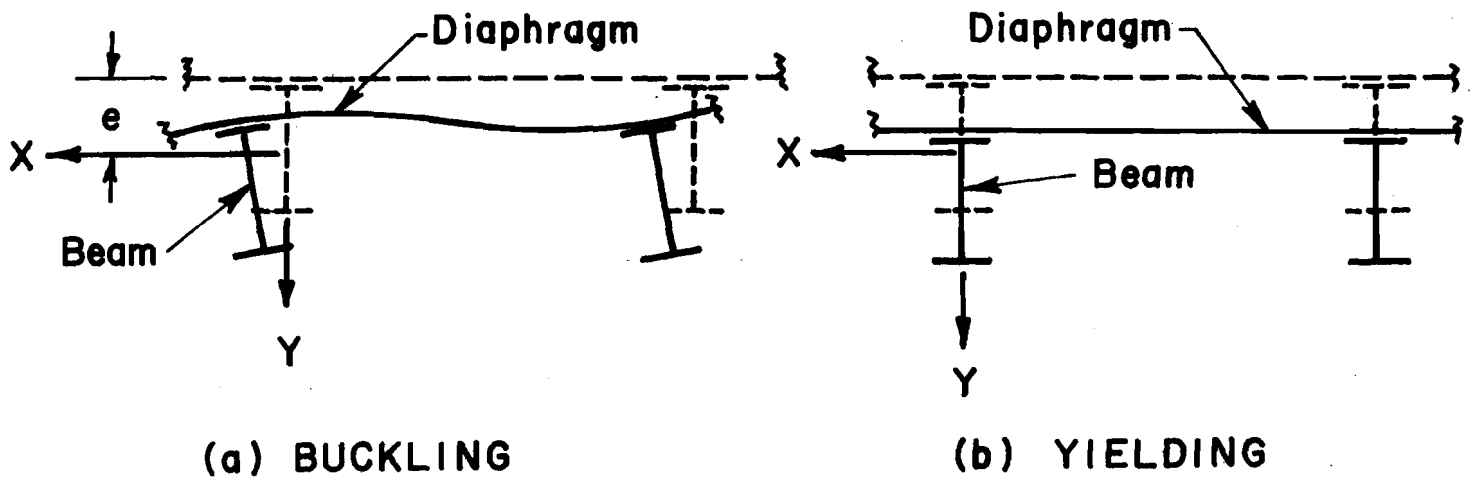 Diaphragm
e
X
Beam
Y
(a) BUCKLING
Diaphragm
X
Beam
Y
(b) YIELDING